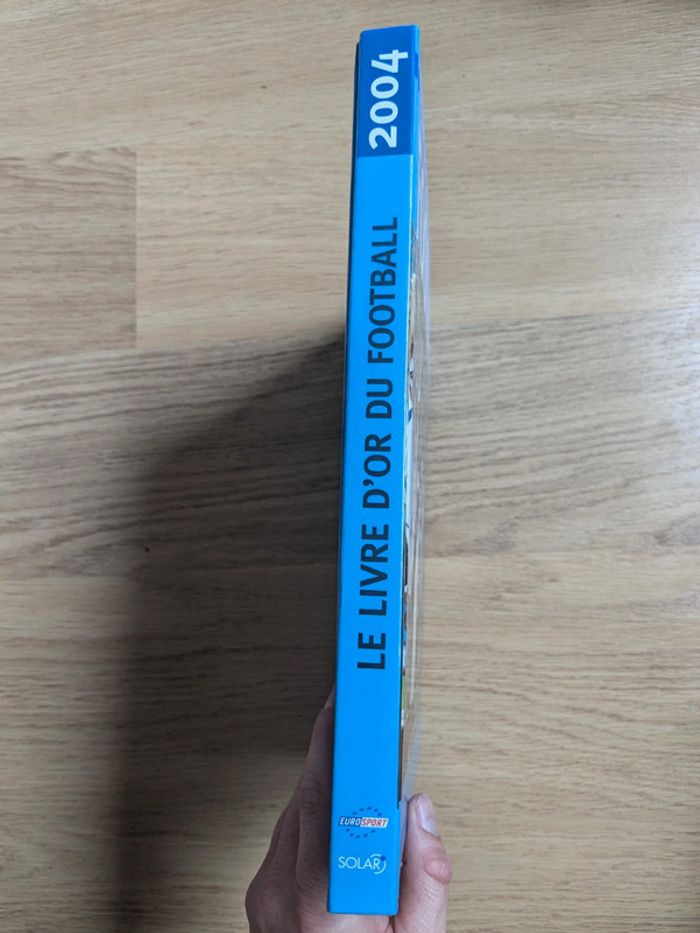 2004
LE LIVRE D'OR DU FOOTBALL
EUROSPORT
SOLAR